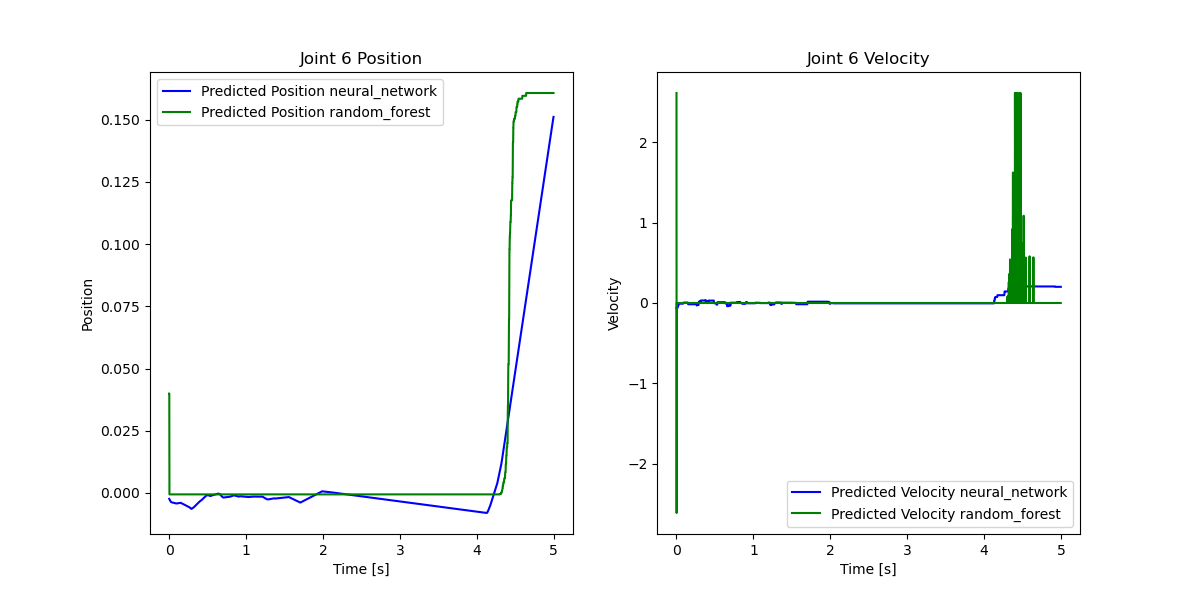 Joint 6 Position
Predicted Position neural_network
Predicted Position random_forest
0.150
0.125
0.100
0.075
0.050
0.025
0.000
Position
0 1 2 3 4 5
Time [s]
Joint 6 Velocity
2
1
0
−1
−2
Velocity
Predicted Velocity neural_network
Predicted Velocity random_forest
0 1 2 3 4 5
Time [s]